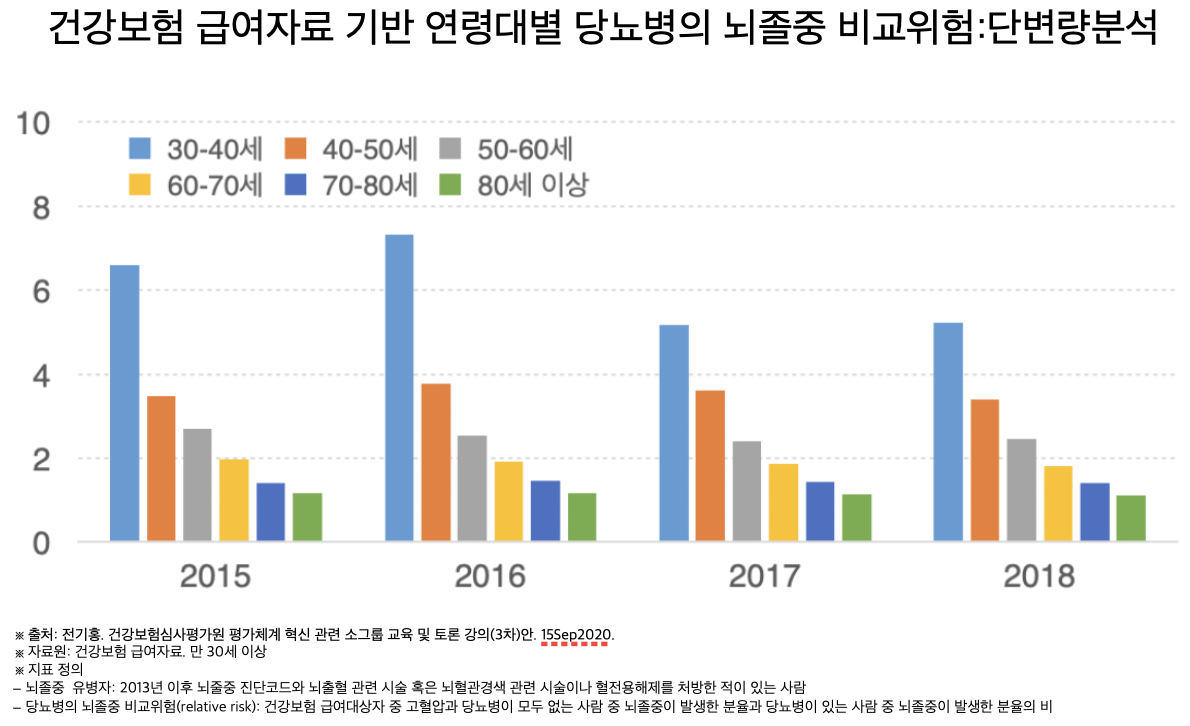 건강보험 급여자료 기반 연령대별 당뇨병의 뇌졸중 비교위험:단변량분석
10
30-40세 40-50세 50-60세
60-70세 70-80세 80세 이상
8
6
4
2
0
2015 2016 2017 2018
※ 출처: 전기홍. 건강보험심사평가원 평가체계 혁신 관련 소그룹 교육 및 토론 강의(3차)안. 15Sep2020.
※ 자료원: 건강보험 급여자료. 만 30세 이상
※ 지표 정의
– 뇌졸중 유병자: 2013년 이후 뇌줄중 진단코드와 뇌출혈 관련 시술 혹은 뇌혈관경색 관련 시술이나 혈전용해제를 처방한 적이 있는 사람
– 당뇨병의 뇌졸중 비교위험(relative risk): 건강보험 급여대상자 중 고혈압과 당뇨병이 모두 없는 사람 중 뇌졸중이 발생한 분율과 당뇨병이 있는 사람 중 뇌졸중이 발생한 분율의 비